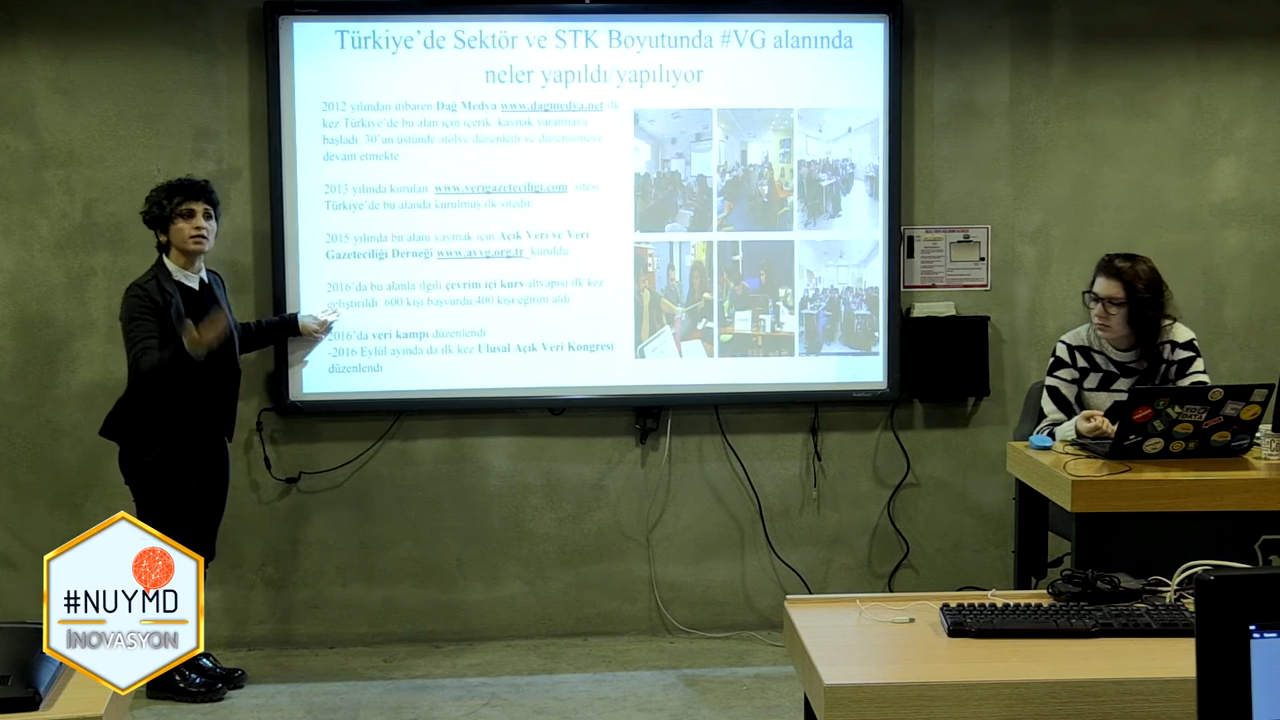 Türkiye'de Sektör ve STK Boyutunda #VG alanında
neler yapıldı/yapılıyor
2012 yılından itibaren Dağ Medya www.dagmedya.net ilk
kez Türkiye'de bu alan için içerik, kaynak yaratmaya
başladı. 30'un üstünde atölye düzenledi ve düzenlemeye
devam etmekte.
2013 yılında kurulan www.verigazeteciligi.com sitesi
Türkiye'de bu alanda kurulmuş ilk sitedir.
2015 yılında bu alanı yaymak için Açık Veri ve Veri
Gazeteciliği Derneği www.avvg.org.tr kuruldu.
2016'da bu alanla ilgili çevrim içi kurs altyapısı ilk kez
geliştirildi. 600 kişi başvurdu.400 kişi eğitim aldı.
-2016'da veri kampı düzenlendi
-2016 Eylül ayında da ilk kez Ulusal Açık Veri Kongresi
düzenlendi
#NUYMD
İNOVASYON